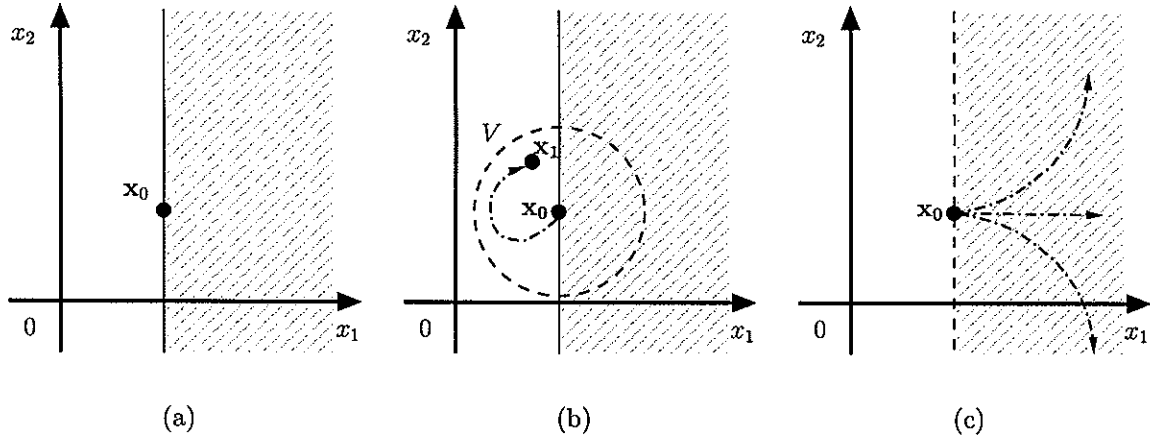 x₂ x₂ x₂
V
x₁
x₀ x₀ x₀
0 x₁ 0 x₁ 0 x₁
(a) (b) (c)